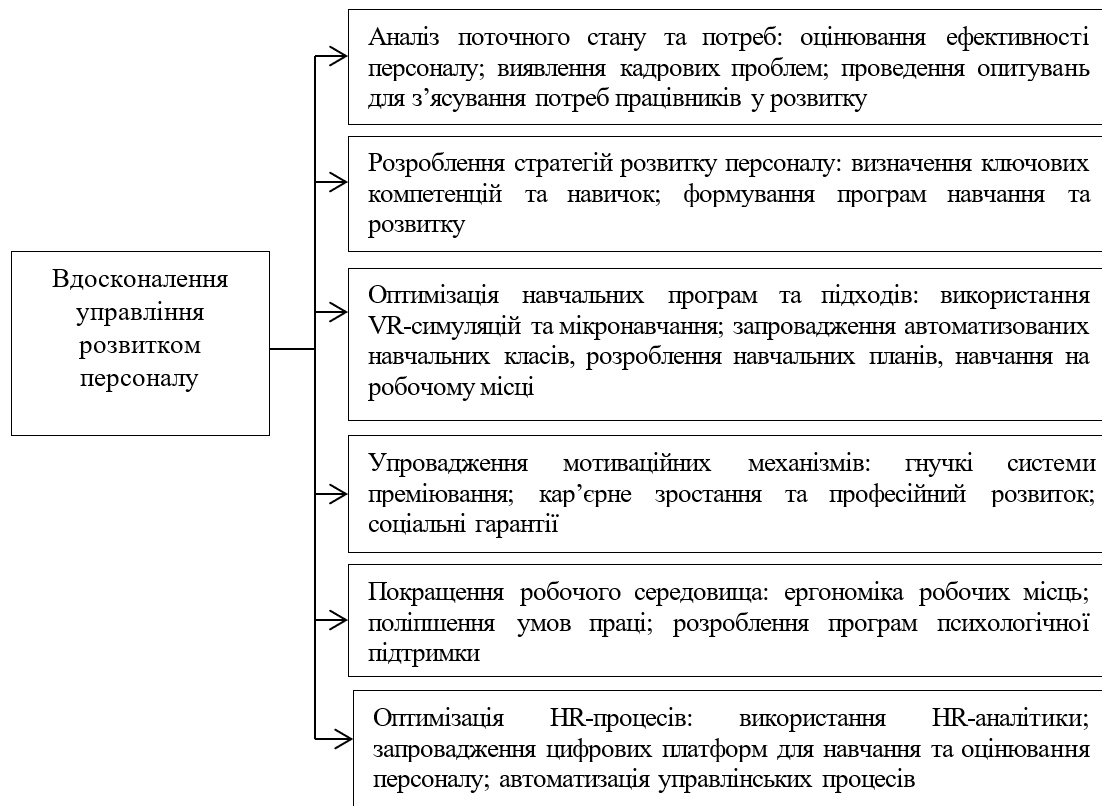 Аналіз поточного стану та потреб: оцінювання ефективності
персоналу; виявлення кадрових проблем; проведення опитувань
для з’ясування потреб працівників у розвитку
Розроблення стратегій розвитку персоналу: визначення ключових
компетенцій та навичок; формування програм навчання та
розвитку
Вдосконалення
управління
розвитком
персоналу
Оптимізація навчальних програм та підходів: використання
VR-симуляцій та мікронавчання; запровадження автоматизованих
навчальних класів, розроблення навчальних планів, навчання на
робочому місці
Упровадження мотиваційних механізмів: гнучкі системи
преміювання; кар’єрне зростання та професійний розвиток;
соціальні гарантії
Покращення робочого середовища: ергономіка робочих місць;
поліпшення умов праці; розроблення програм психологічної
підтримки
Оптимізація HR-процесів: використання HR-аналітики;
запровадження цифрових платформ для навчання та оцінювання
персоналу; автоматизація управлінських процесів